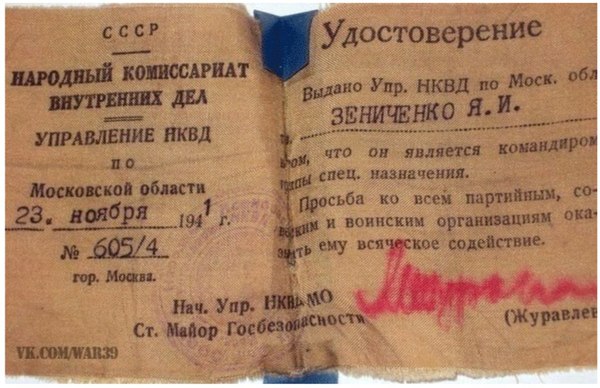 СССР
НАРОДНЫЙ КОМИССАРИАТ
ВНУТРЕННИХ ДЕЛ
УПРАВЛЕНИЕ НКВД
по
Московской области
23. ноября 1941 г.
№ 605/4
гор. Москва.
Нач. Упр. НКВД МО
Ст. Майор Госбезопасности
VK.COM/WAR39
Удостоверение
Выдано Упр. НКВД по Моск. обл
ЗЕНИЧЕНКО Я.И.
что он является командиром
спец. назначения.
Просьба ко всем партийным, со-
и воинским организациям ока-
ему всяческое содействие.
(Журавлев